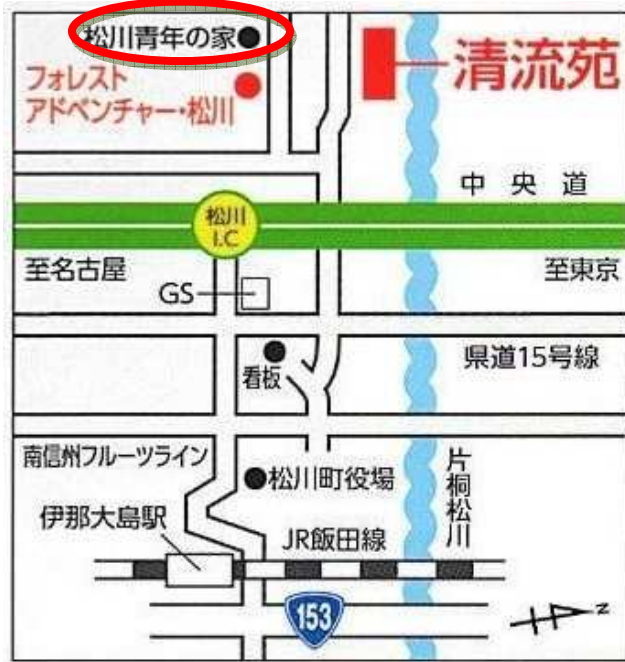 松川青年の家
清流苑
フォレスト
アドベンチャー・松川
中央道
松川
I.C
至名古屋
至東京
GS
県道15号線
看板
南信州フルーツライン
松川町役場
片桐松川
伊那大島駅
JR飯田線
153
N